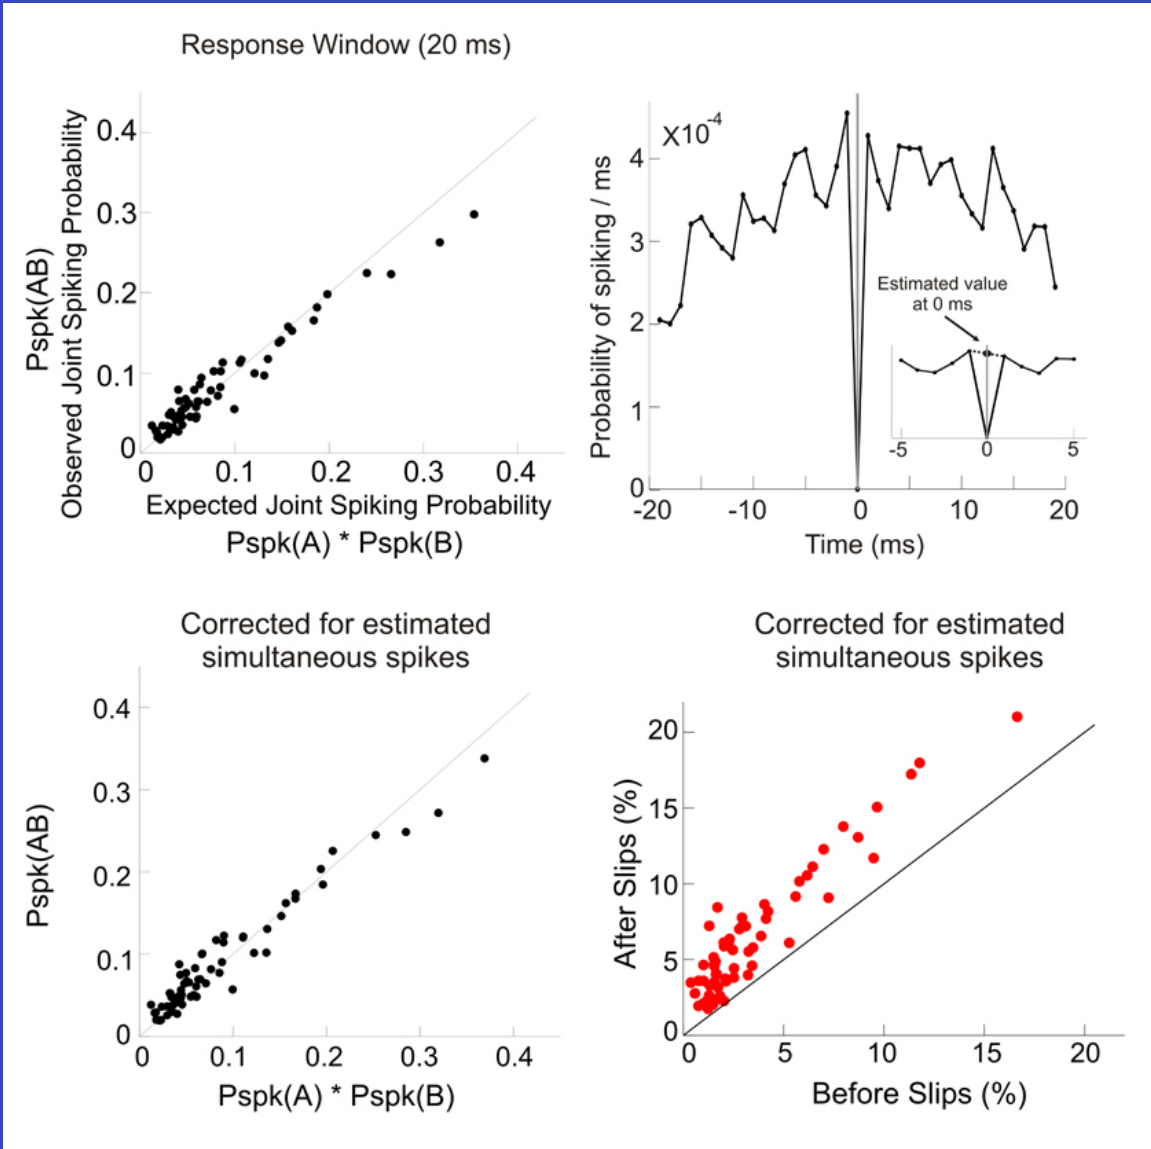 Response Window (20 ms)
Pspk(AB)
Observed Joint Spiking Probability
0.4
0.3
0.2
0.1
0
0 0.1 0.2 0.3 0.4
Expected Joint Spiking Probability
Pspk(A) * Pspk(B)
X10-4
Probability of spiking / ms
4
3
2
1
0
-20 -10 0 10 20
Time (ms)
Estimated value
at 0 ms
-5 0 5
Corrected for estimated
simultaneous spikes
Pspk(AB)
0.4
0.3
0.2
0.1
0
0 0.1 0.2 0.3 0.4
Pspk(A) * Pspk(B)
Corrected for estimated
simultaneous spikes
After Slips (%)
20
15
10
5
0
0 5 10 15 20
Before Slips (%)